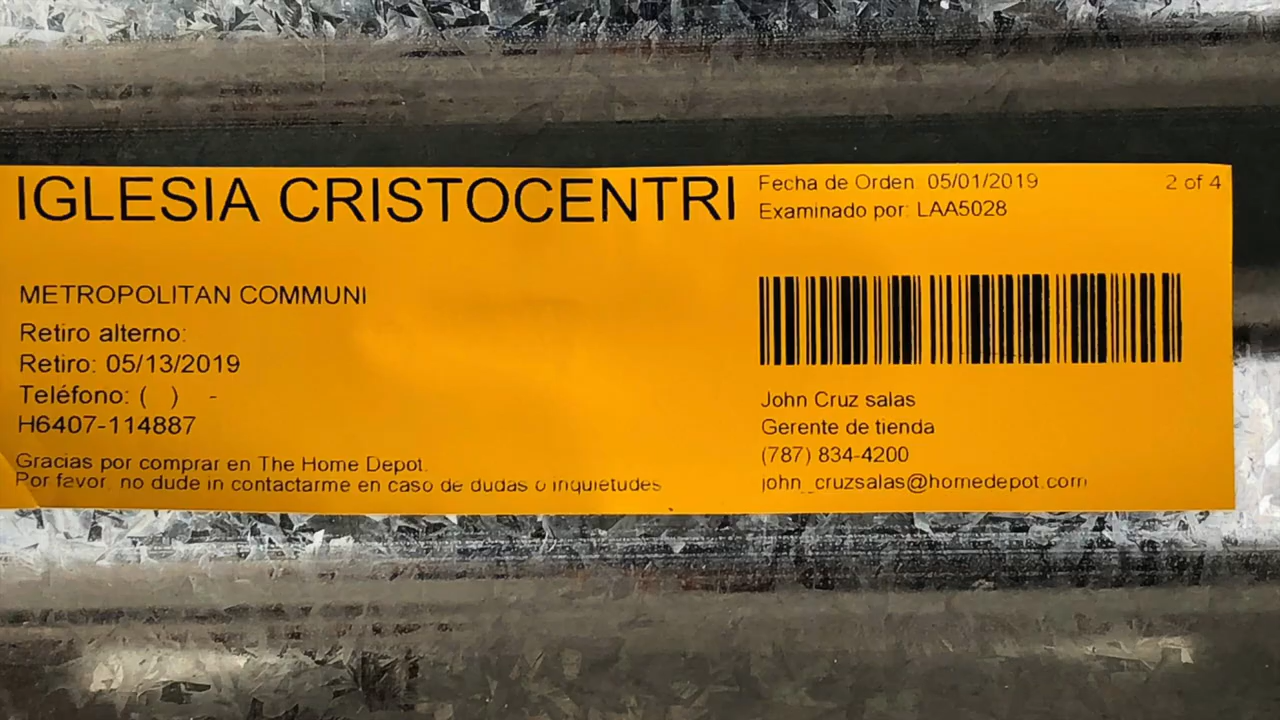 IGLESIA CRISTOCENTRI
Fecha de Orden: 05/01/2019
2 of 4
Examinado por: LAA5028
METROPOLITAN COMMUNI
Retiro alterno:
Retiro: 05/13/2019
Teléfono: ( ) -
H6407-114887
Gracias por comprar en The Home Depot.
Por favor, no dude in contactarme en caso de dudas o inquietudes
John Cruz salas
Gerente de tienda
(787) 834-4200
john_cruzsalas@homedepot.com